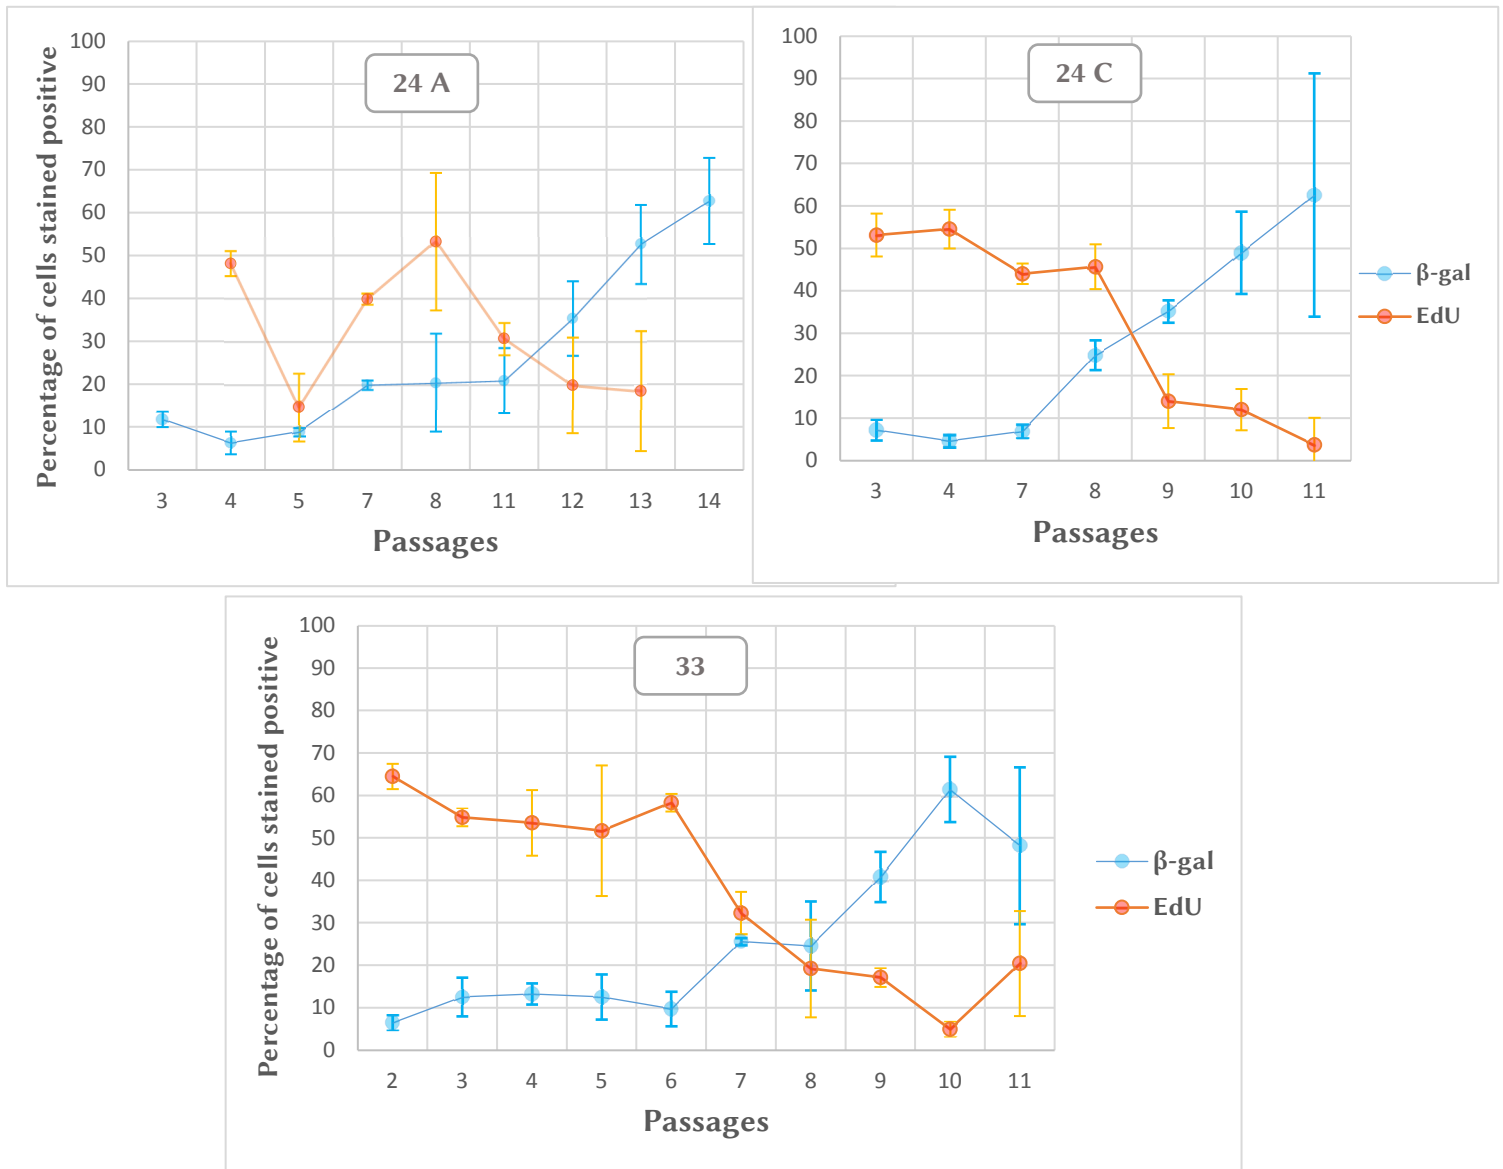 Percentage of cells stained positive
100
90
80
70
60
50
40
30
20
10
0
24 A
3 4 5 7 8 11 12 13 14
Passages
100
90
80
70
60
50
40
30
20
10
0
24 C
3 4 7 8 9 10 11
Passages
β-gal
EdU
Percentage of cells stained positive
100
90
80
70
60
50
40
30
20
10
0
33
2 3 4 5 6 7 8 9 10 11
Passages
β-gal
EdU